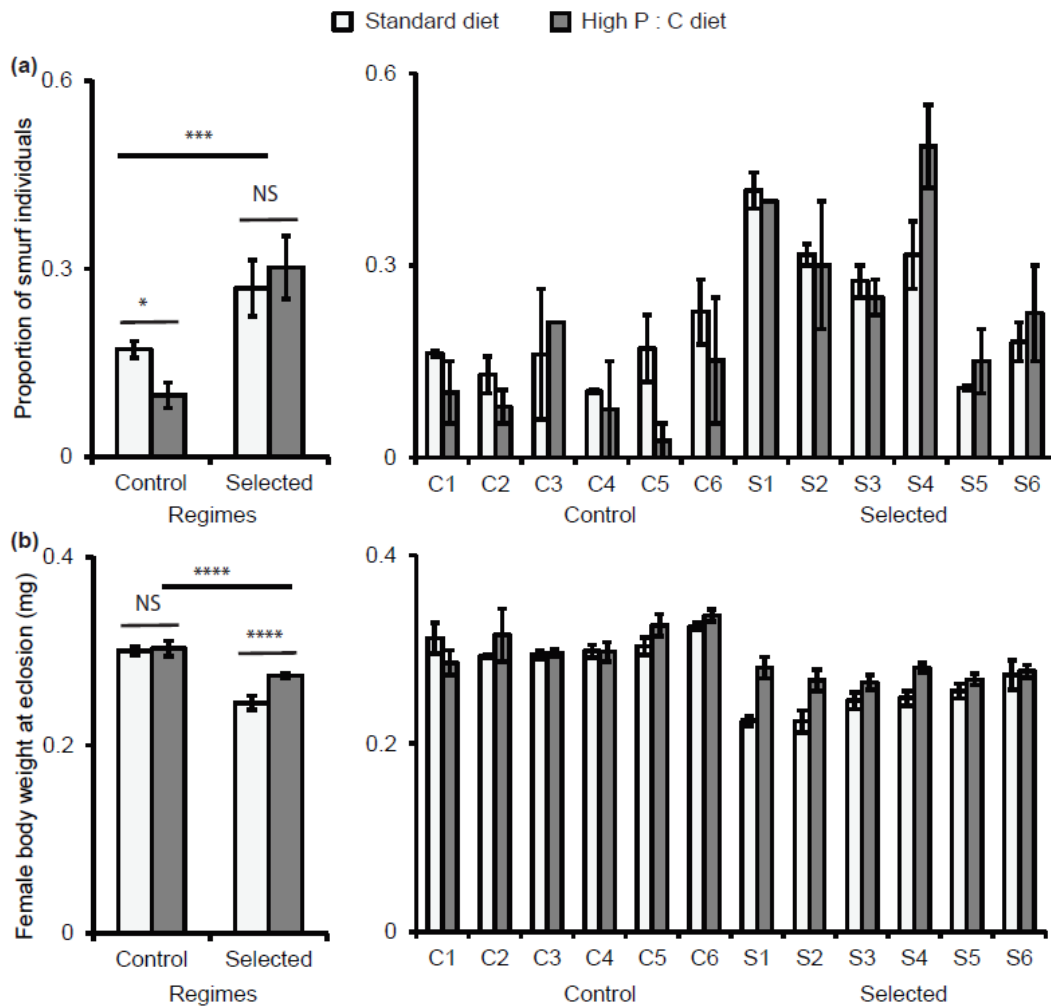 Standard diet High P : C diet
(a)
Proportion of smurf individuals
0.6
0.3
0
***
*
NS
Control Selected
Regimes
0.6
0.3
0
C1 C2 C3 C4 C5 C6 S1 S2 S3 S4 S5 S6
Control Selected
(b)
Female body weight at eclosion (mg)
0.4
0.2
0
****
NS
****
Control Selected
Regimes
0.4
0.2
0
C1 C2 C3 C4 C5 C6 S1 S2 S3 S4 S5 S6
Control Selected